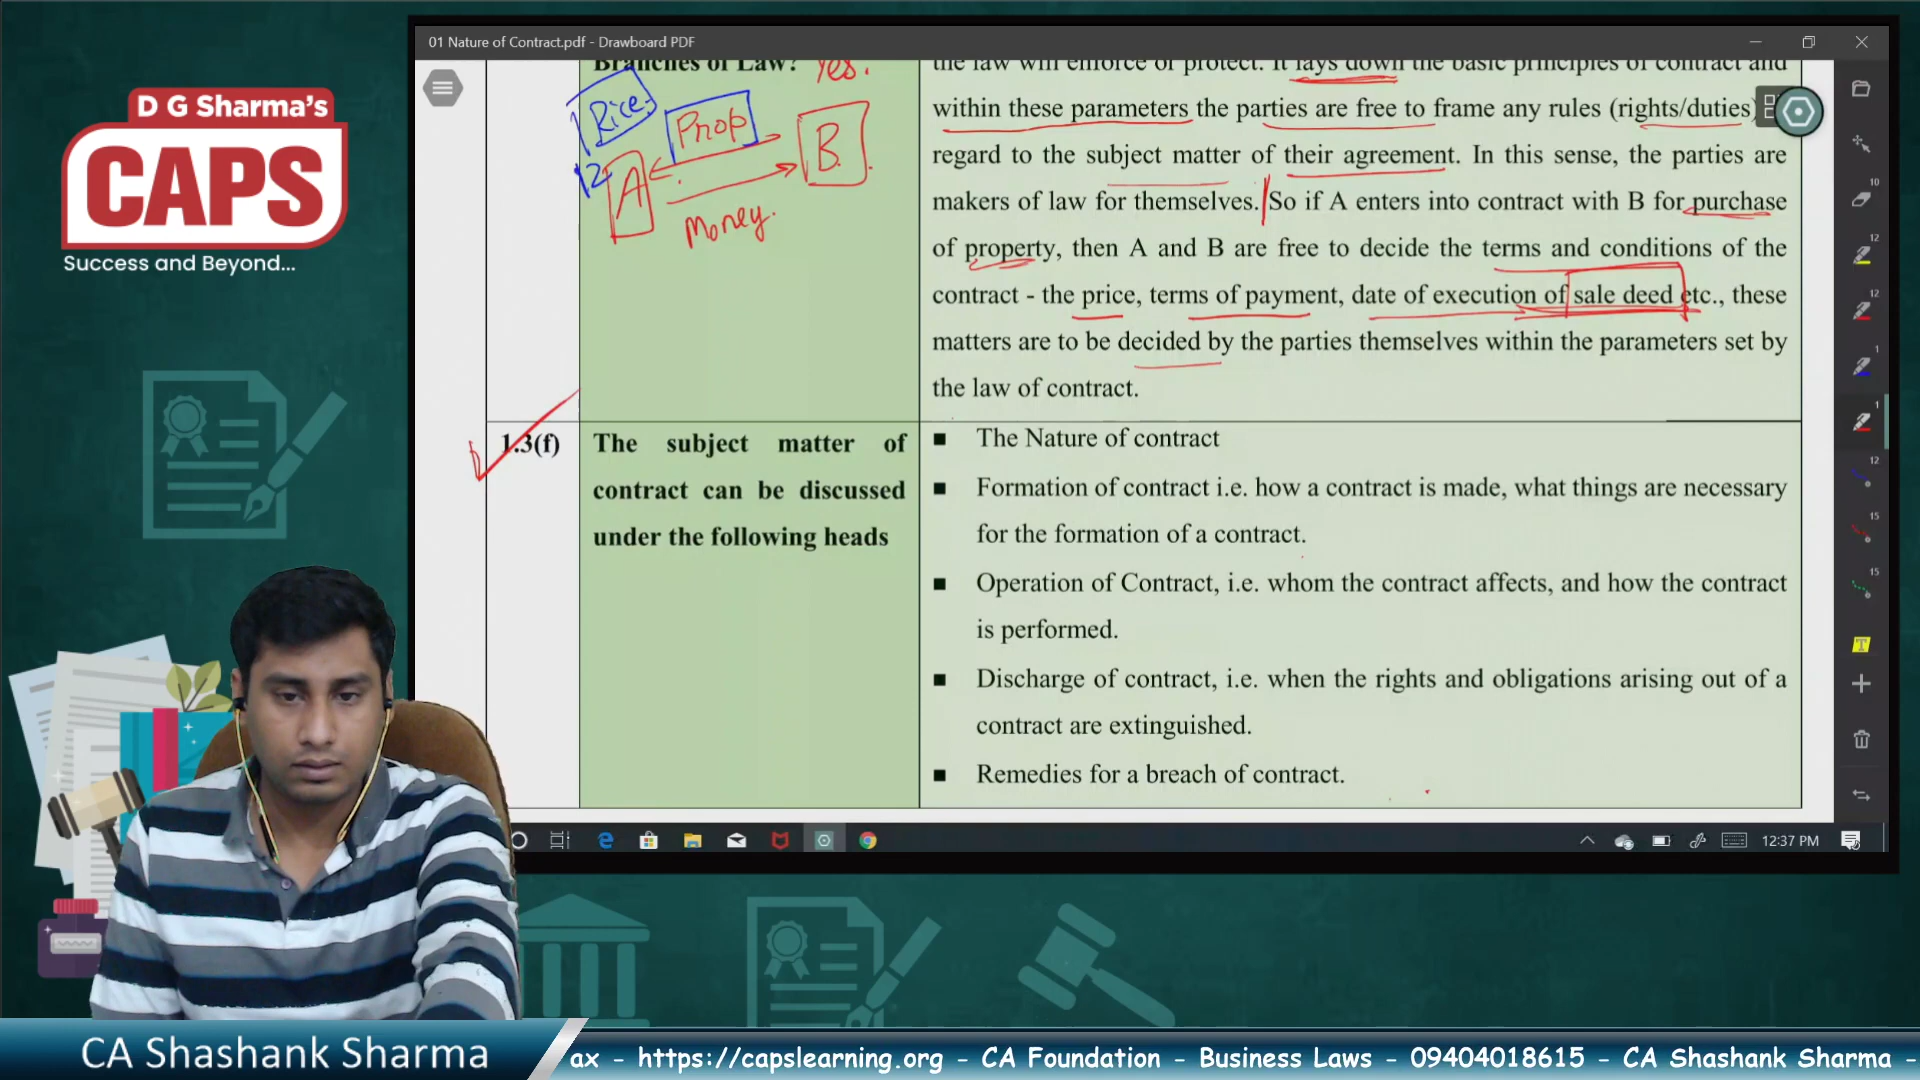 D G Sharma's
CAPS
Success and Beyond...
01 Nature of Contract.pdf - Drawboard PDF
Branches of Law? Yes.
Rice
Prop
A
B
Money.
12
the law will enforce or protect. It lays down the basic principles of contract and
within these parameters the parties are free to frame any rules (rights/duties)
regard to the subject matter of their agreement. In this sense, the parties are
makers of law for themselves. So if A enters into contract with B for purchase
of property, then A and B are free to decide the terms and conditions of the
contract - the price, terms of payment, date of execution of sale deed etc., these
matters are to be decided by the parties themselves within the parameters set by
the law of contract.
1.3(f)
The subject matter of
contract can be discussed
under the following heads
■ The Nature of contract
■ Formation of contract i.e. how a contract is made, what things are necessary
for the formation of a contract.
■ Operation of Contract, i.e. whom the contract affects, and how the contract
is performed.
■ Discharge of contract, i.e. when the rights and obligations arising out of a
contract are extinguished.
■ Remedies for a breach of contract.
10
12
12
1
1
12
15
15
T
12:37 PM
CA Shashank Sharma
ax - https://capslearning.org - CA Foundation - Business Laws - 09404018615 - CA Shashank Sharma -